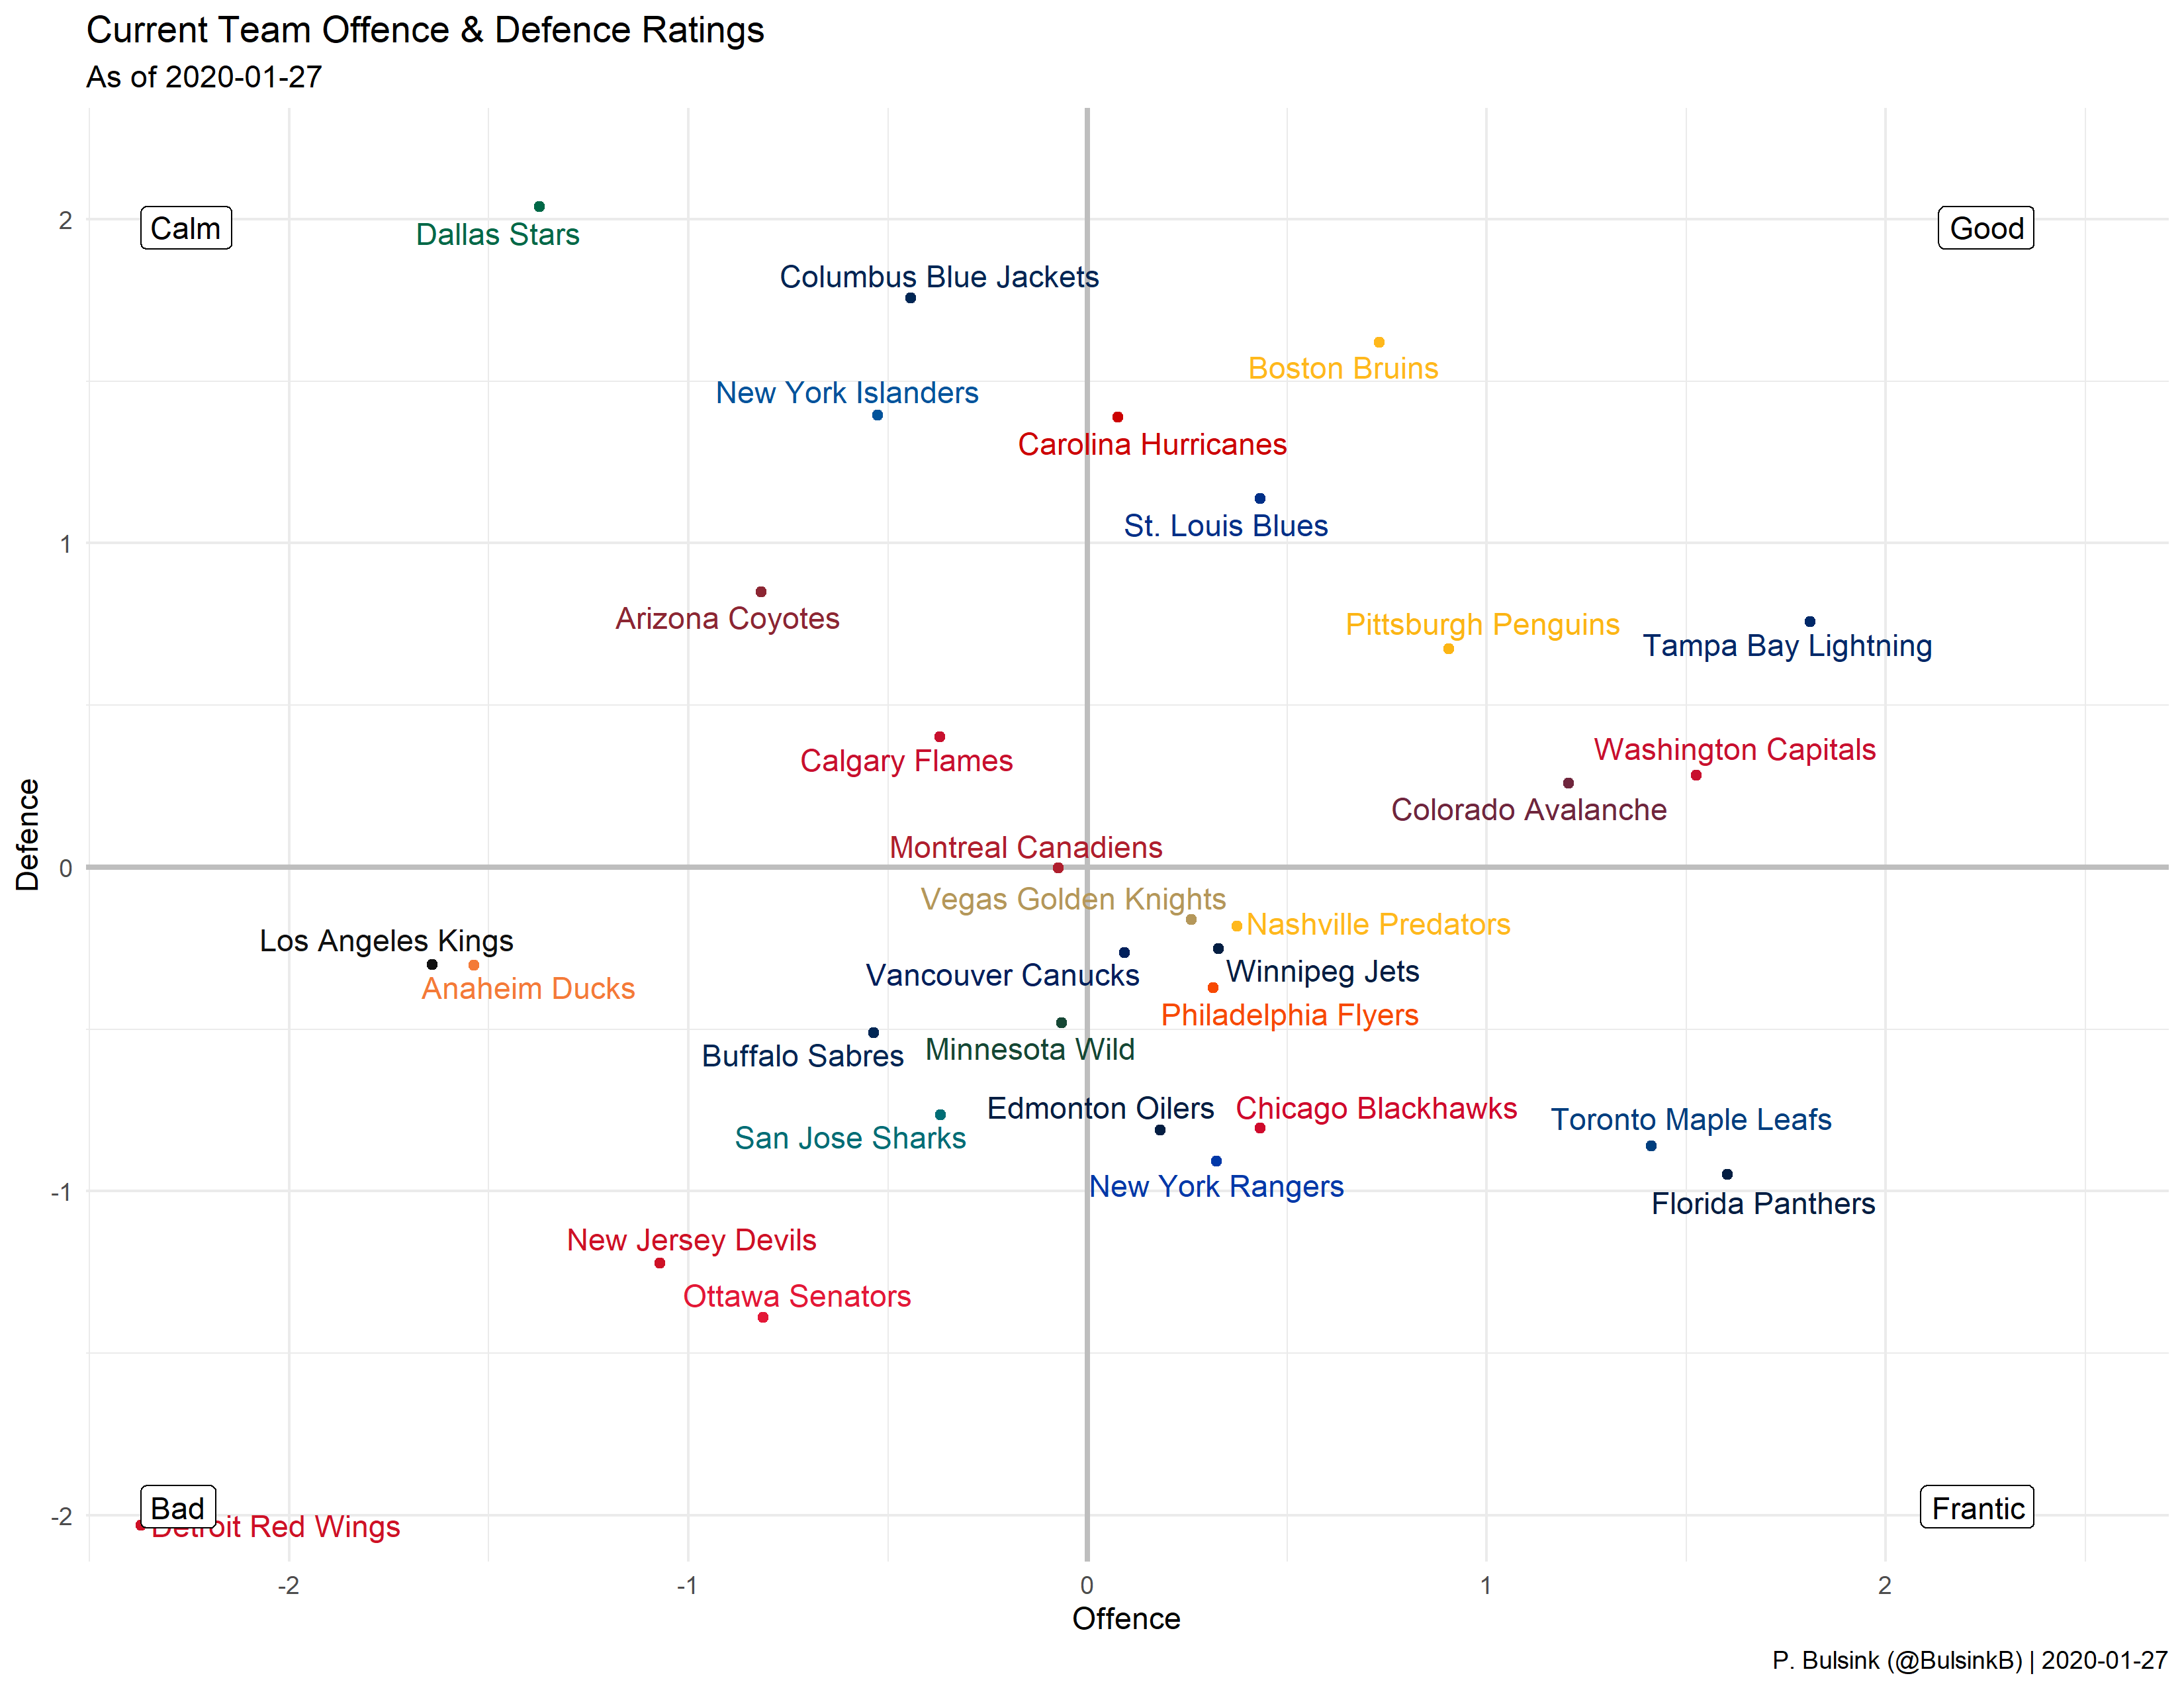 Current Team Offence & Defence Ratings
As of 2020-01-27
Calm
Good
Dallas Stars
Columbus Blue Jackets
Boston Bruins
New York Islanders
Carolina Hurricanes
St. Louis Blues
Arizona Coyotes
Pittsburgh Penguins
Tampa Bay Lightning
Calgary Flames
Washington Capitals
Colorado Avalanche
Montreal Canadiens
Vegas Golden Knights
Nashville Predators
Los Angeles Kings
Anaheim Ducks
Vancouver Canucks
Winnipeg Jets
Philadelphia Flyers
Buffalo Sabres
Minnesota Wild
Edmonton Oilers
Chicago Blackhawks
Toronto Maple Leafs
San Jose Sharks
New York Rangers
Florida Panthers
New Jersey Devils
Ottawa Senators
Bad
Detroit Red Wings
Frantic
2
1
0
-1
-2
Defence
-2
-1
0
1
2
Offence
P. Bulsink (@BulsinkB) | 2020-01-27